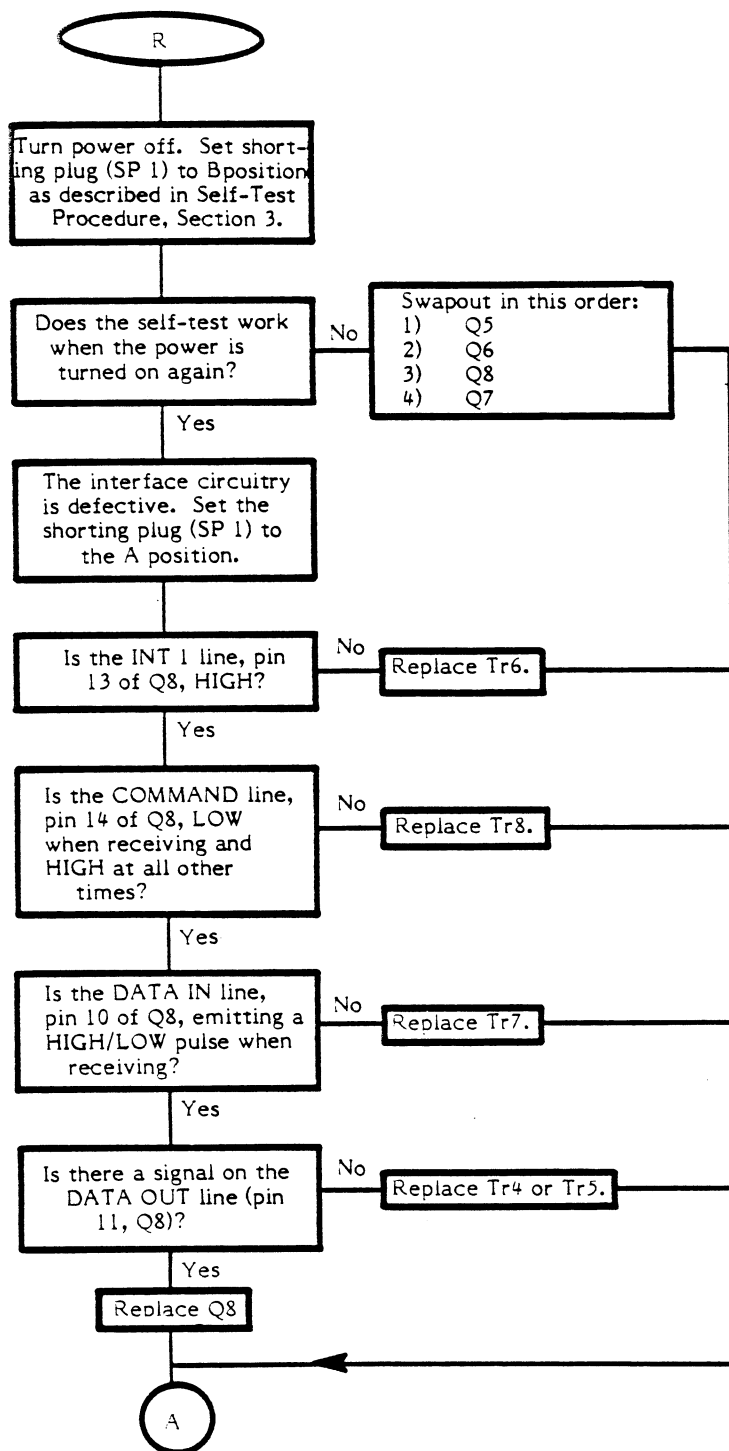 R
Turn power off. Set short-
ing plug (SP 1) to Bposition
as described in Self-Test
Procedure, Section 3.
Does the self-test work
when the power is
turned on again?
No
Swapout in this order:
1) Q5
2) Q6
3) Q8
4) Q7
Yes
The interface circuitry
is defective. Set the
shorting plug (SP 1) to
the A position.
Is the INT 1 line, pin
13 of Q8, HIGH?
No
Replace Tr6.
Yes
Is the COMMAND line,
pin 14 of Q8, LOW
when receiving and
HIGH at all other
times?
No
Replace Tr8.
Yes
Is the DATA IN line,
pin 10 of Q8, emitting a
HIGH/LOW pulse when
receiving?
No
Replace Tr7.
Yes
Is there a signal on the
DATA OUT line (pin
11, Q8)?
No
Replace Tr4 or Tr5.
Yes
Replace Q8
A